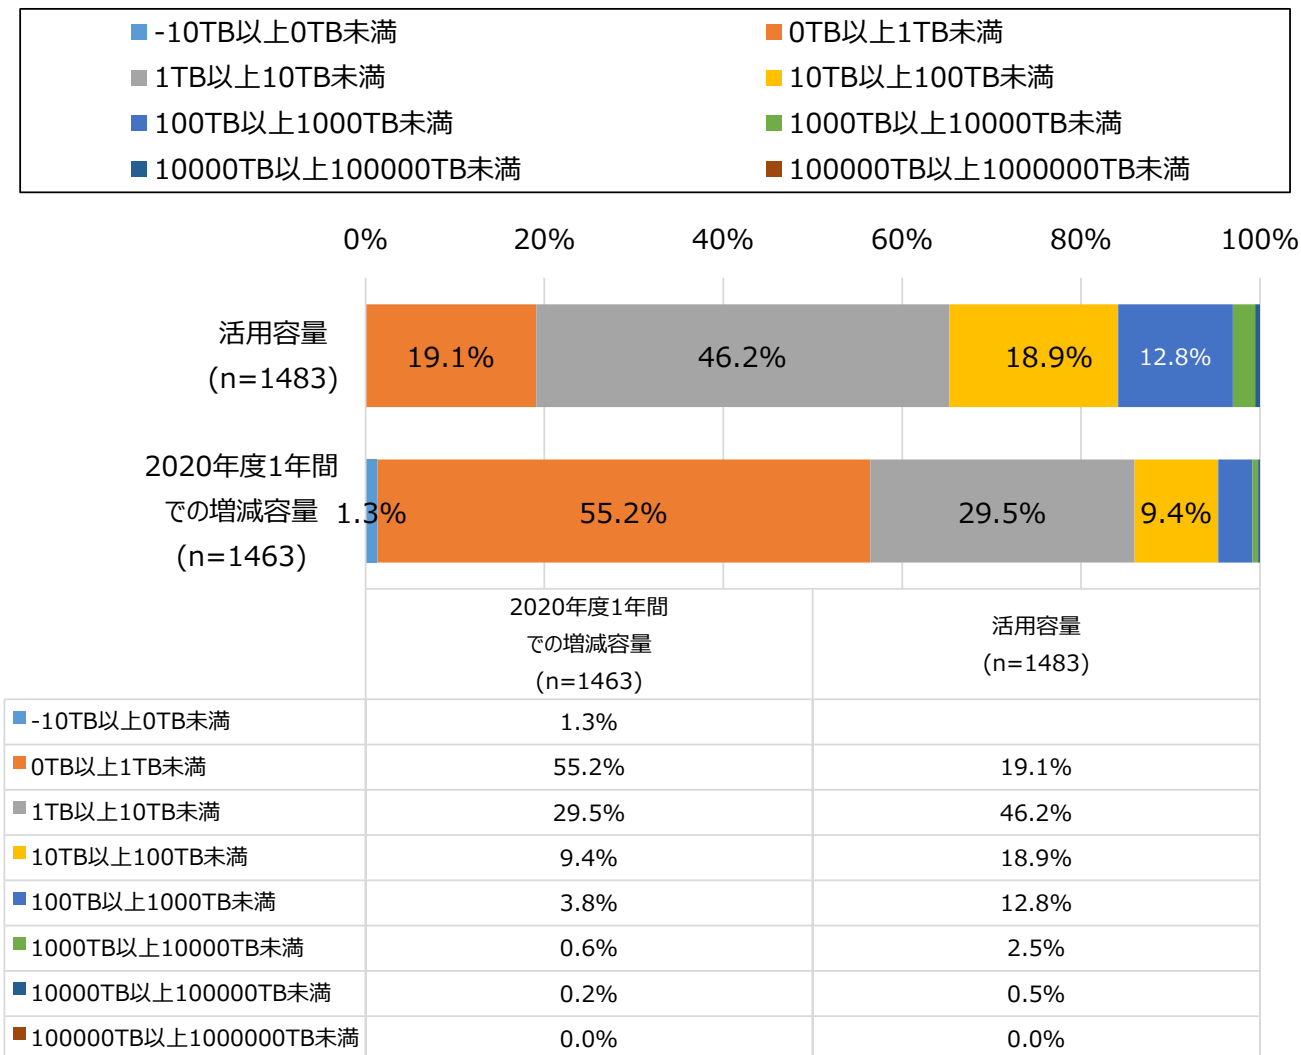 -10TB以上0TB未満 0TB以上1TB未満
1TB以上10TB未満 10TB以上100TB未満
100TB以上1000TB未満 1000TB以上10000TB未満
10000TB以上100000TB未満 100000TB以上1000000TB未満
0% 20% 40% 60% 80% 100%
活用容量
(n=1483)
19.1% 46.2% 18.9% 12.8%
2020年度1年間
での増減容量
(n=1463)
1.3% 55.2% 29.5% 9.4%
2020年度1年間
での増減容量
(n=1463)
活用容量
(n=1483)
-10TB以上0TB未満 1.3%
0TB以上1TB未満 55.2% 19.1%
1TB以上10TB未満 29.5% 46.2%
10TB以上100TB未満 9.4% 18.9%
100TB以上1000TB未満 3.8% 12.8%
1000TB以上10000TB未満 0.6% 2.5%
10000TB以上100000TB未満 0.2% 0.5%
100000TB以上1000000TB未満 0.0% 0.0%